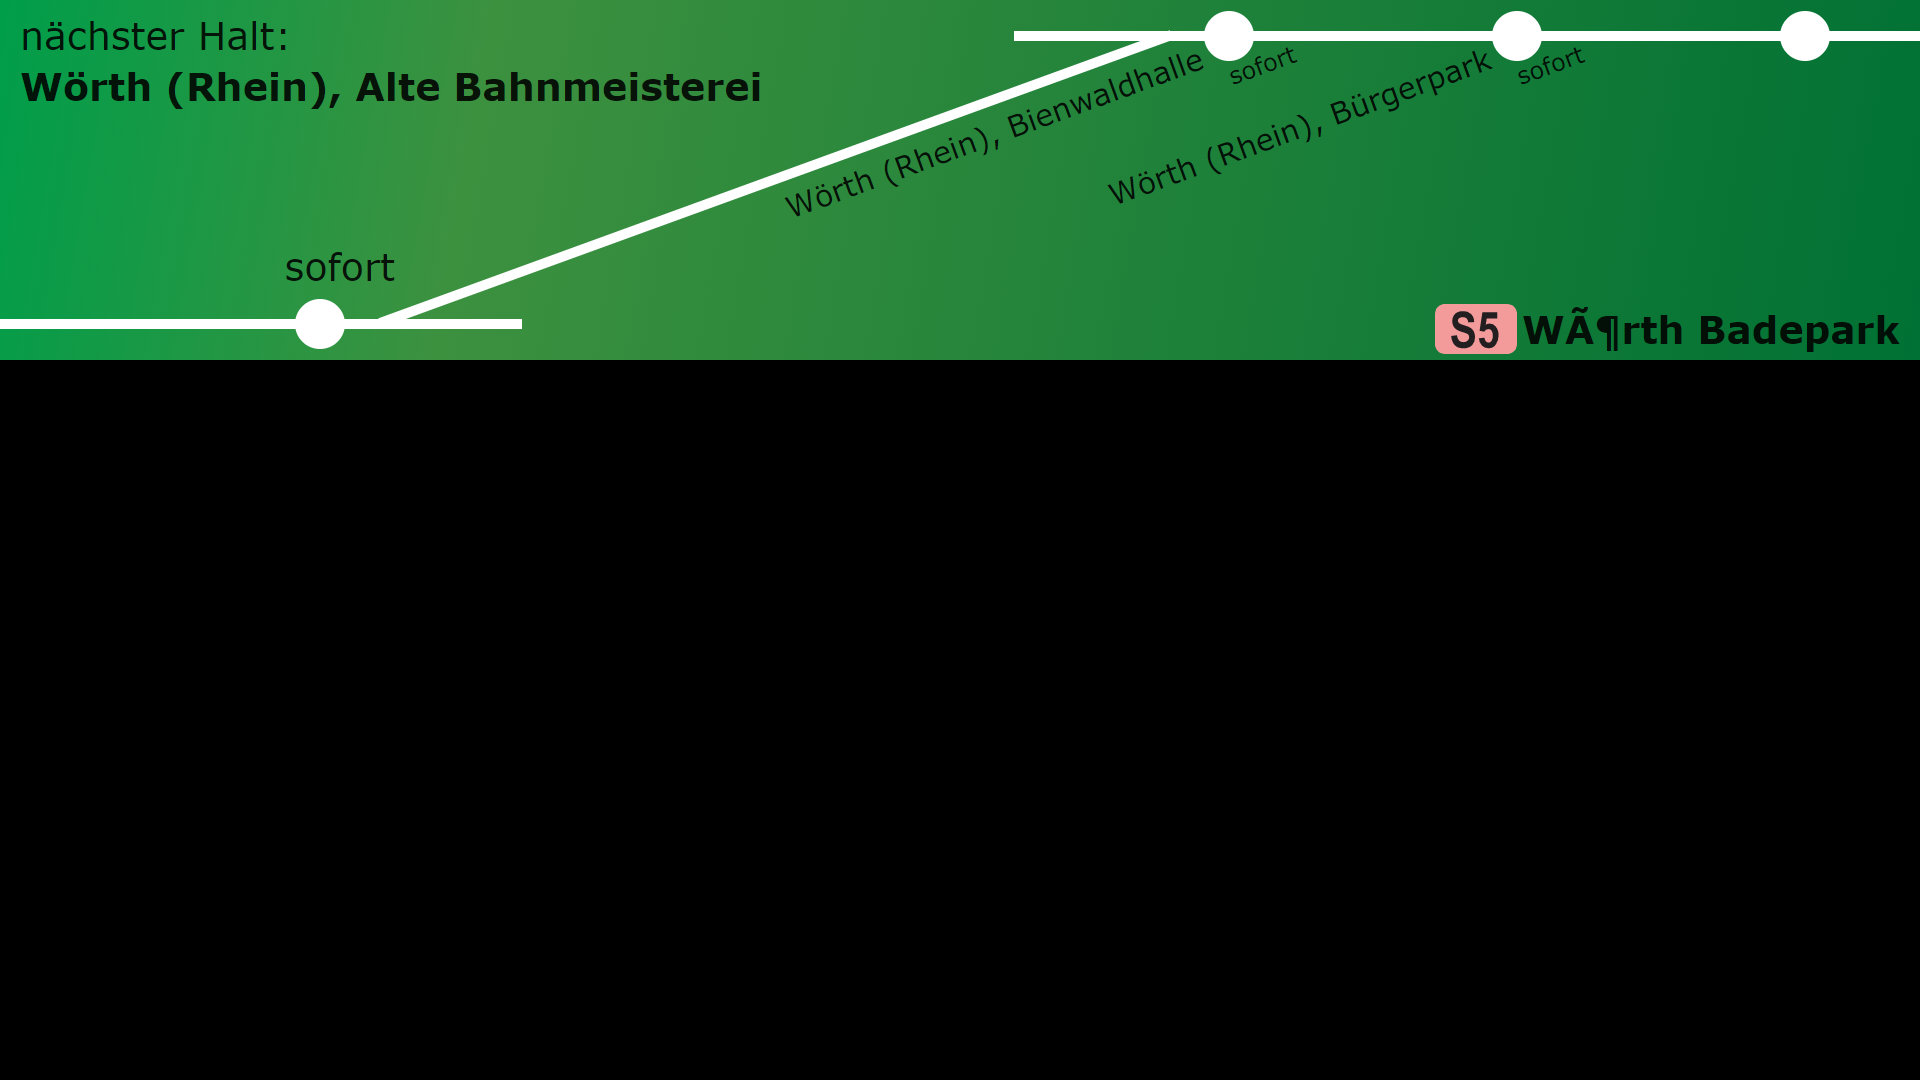 nächster Halt:
Wörth (Rhein), Alte Bahnmeisterei
sofort
Wörth (Rhein), Bienwaldhalle
sofort
Wörth (Rhein), Bürgerpark
sofort
S5 WÃ¶rth Badepark